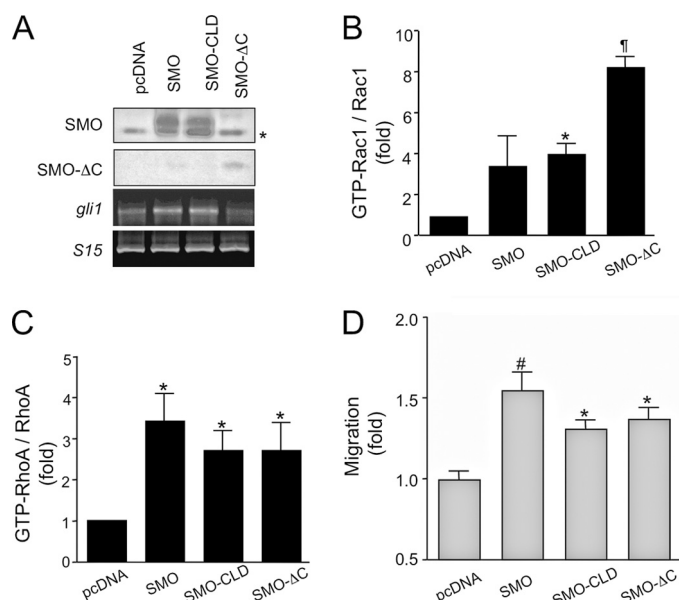 A
pcDNA
SMO
SMO-CLD
SMO-ΔC
SMO
*
SMO-ΔC
gli1
S15
B
GTP-Rac1 / Rac1
(fold)
10
8
6
4
2
0
*
¶
pcDNA
SMO
SMO-CLD
SMO-ΔC
C
GTP-RhoA / RhoA
(fold)
5
4
3
2
1
0
*
*
*
pcDNA
SMO
SMO-CLD
SMO-ΔC
D
Migration
(fold)
2.0
1.5
1.0
0.5
#
*
*
pcDNA
SMO
SMO-CLD
SMO-ΔC